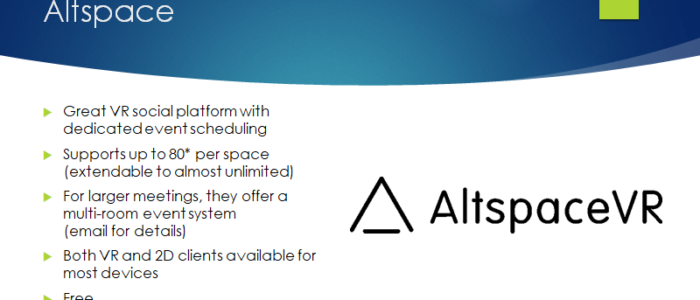 Altspace
Great VR social platform with
dedicated event scheduling
Supports up to 80* per space
(extendable to almost unlimited)
For larger meetings, they offer a
multi-room event system
(email for details)
Both VR and 2D clients available for
most devices
Free
AltspaceVR